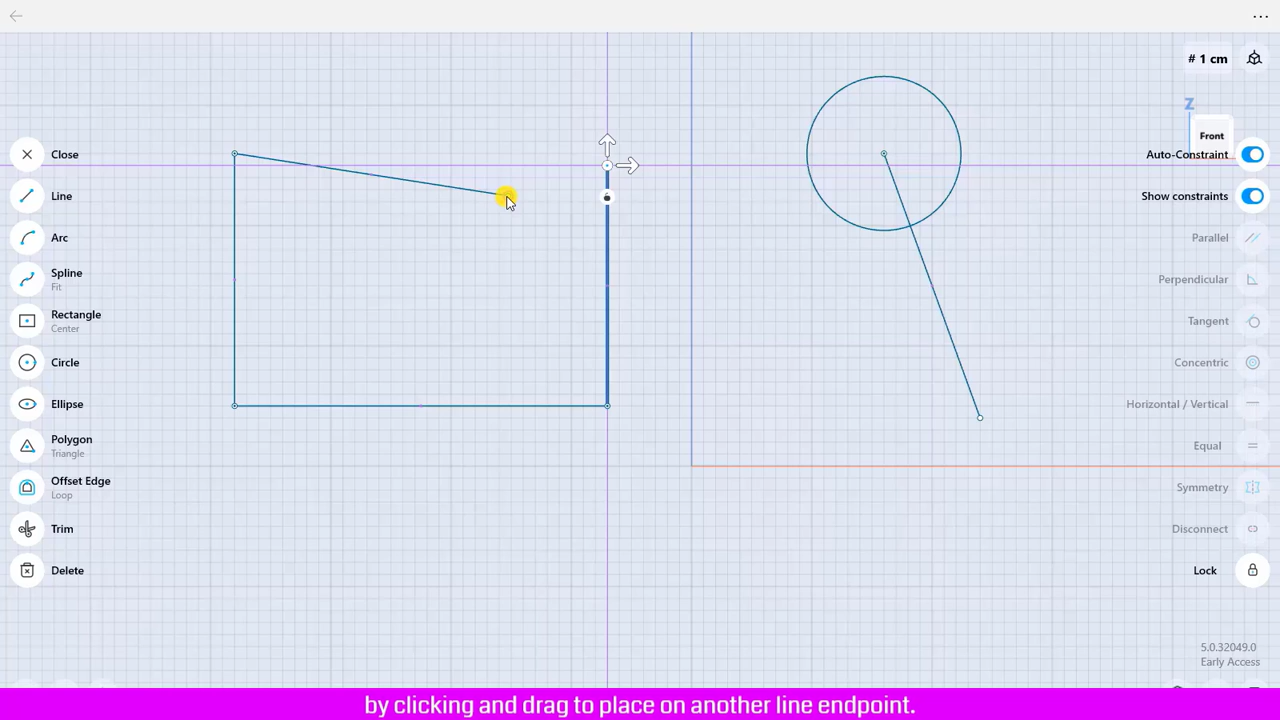 # 1 cm
Z
Front
Close
Auto-Constraint
Line
Show constraints
Arc
Parallel
Spline
Fit
Perpendicular
Rectangle
Center
Tangent
Circle
Concentric
Ellipse
Horizontal / Vertical
Polygon
Triangle
Equal
Offset Edge
Loop
Symmetry
Trim
Disconnect
Delete
Lock
5.0.32049.0
Early Access
by clicking and drag to place on another line endpoint.